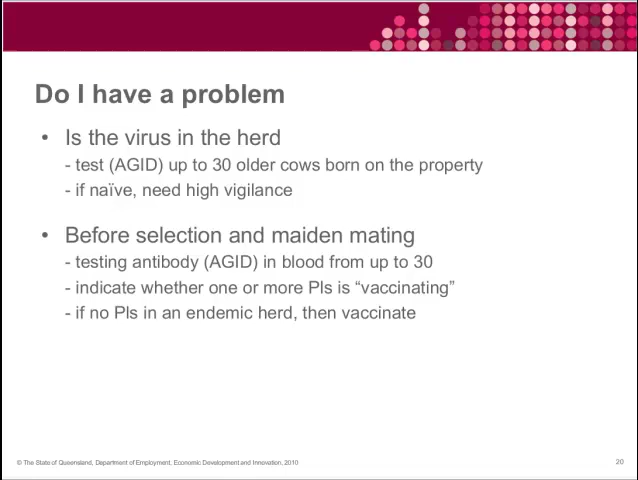 Do I have a problem
• Is the virus in the herd
- test (AGID) up to 30 older cows born on the property
- if naïve, need high vigilance
• Before selection and maiden mating
- testing antibody (AGID) in blood from up to 30
- indicate whether one or more PIs is “vaccinating”
- if no PIs in an endemic herd, then vaccinate
© The State of Queensland, Department of Employment, Economic Development and Innovation, 2010
20